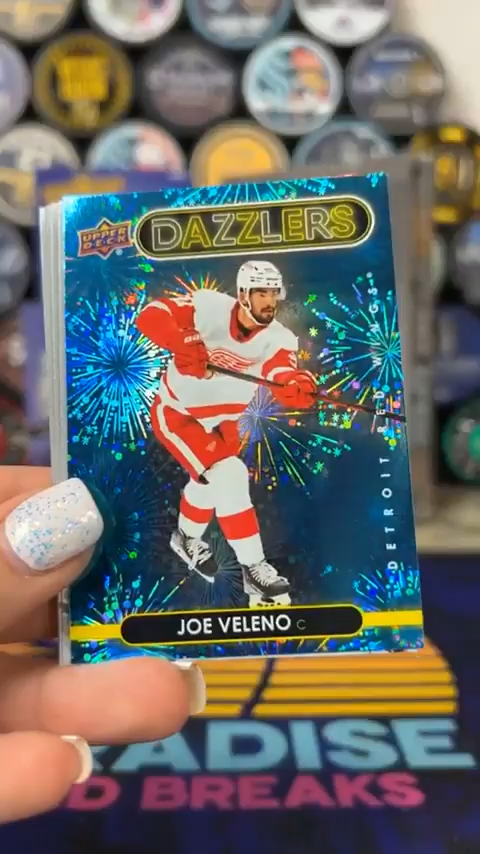 UPPER
DECK
DAZZLERS
DETROIT RED WINGS
JOE VELENO C
RADISE
D BREAKS